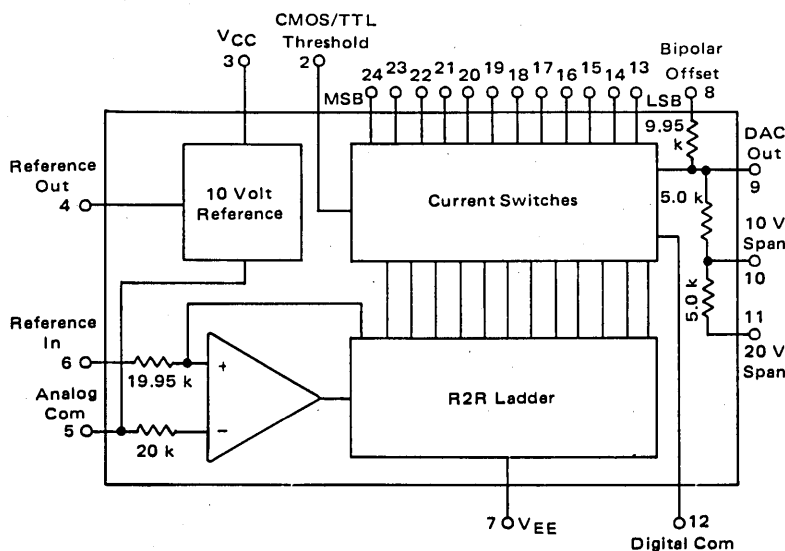 CMOS/TTL
Threshold
2
VCC
3
24
23
22
21
20
19
18
17
16
15
14
13
Bipolar
Offset
8
MSB
LSB
9.95
k
DAC
Out
9
Reference
Out
4
10 Volt
Reference
Current Switches
5.0 k
10 V
Span
10
5.0 k
11
20 V
Span
Reference
In
6
19.95 k
+
Analog
Com
5
20 k
−
R2R Ladder
7
VEE
12
Digital Com